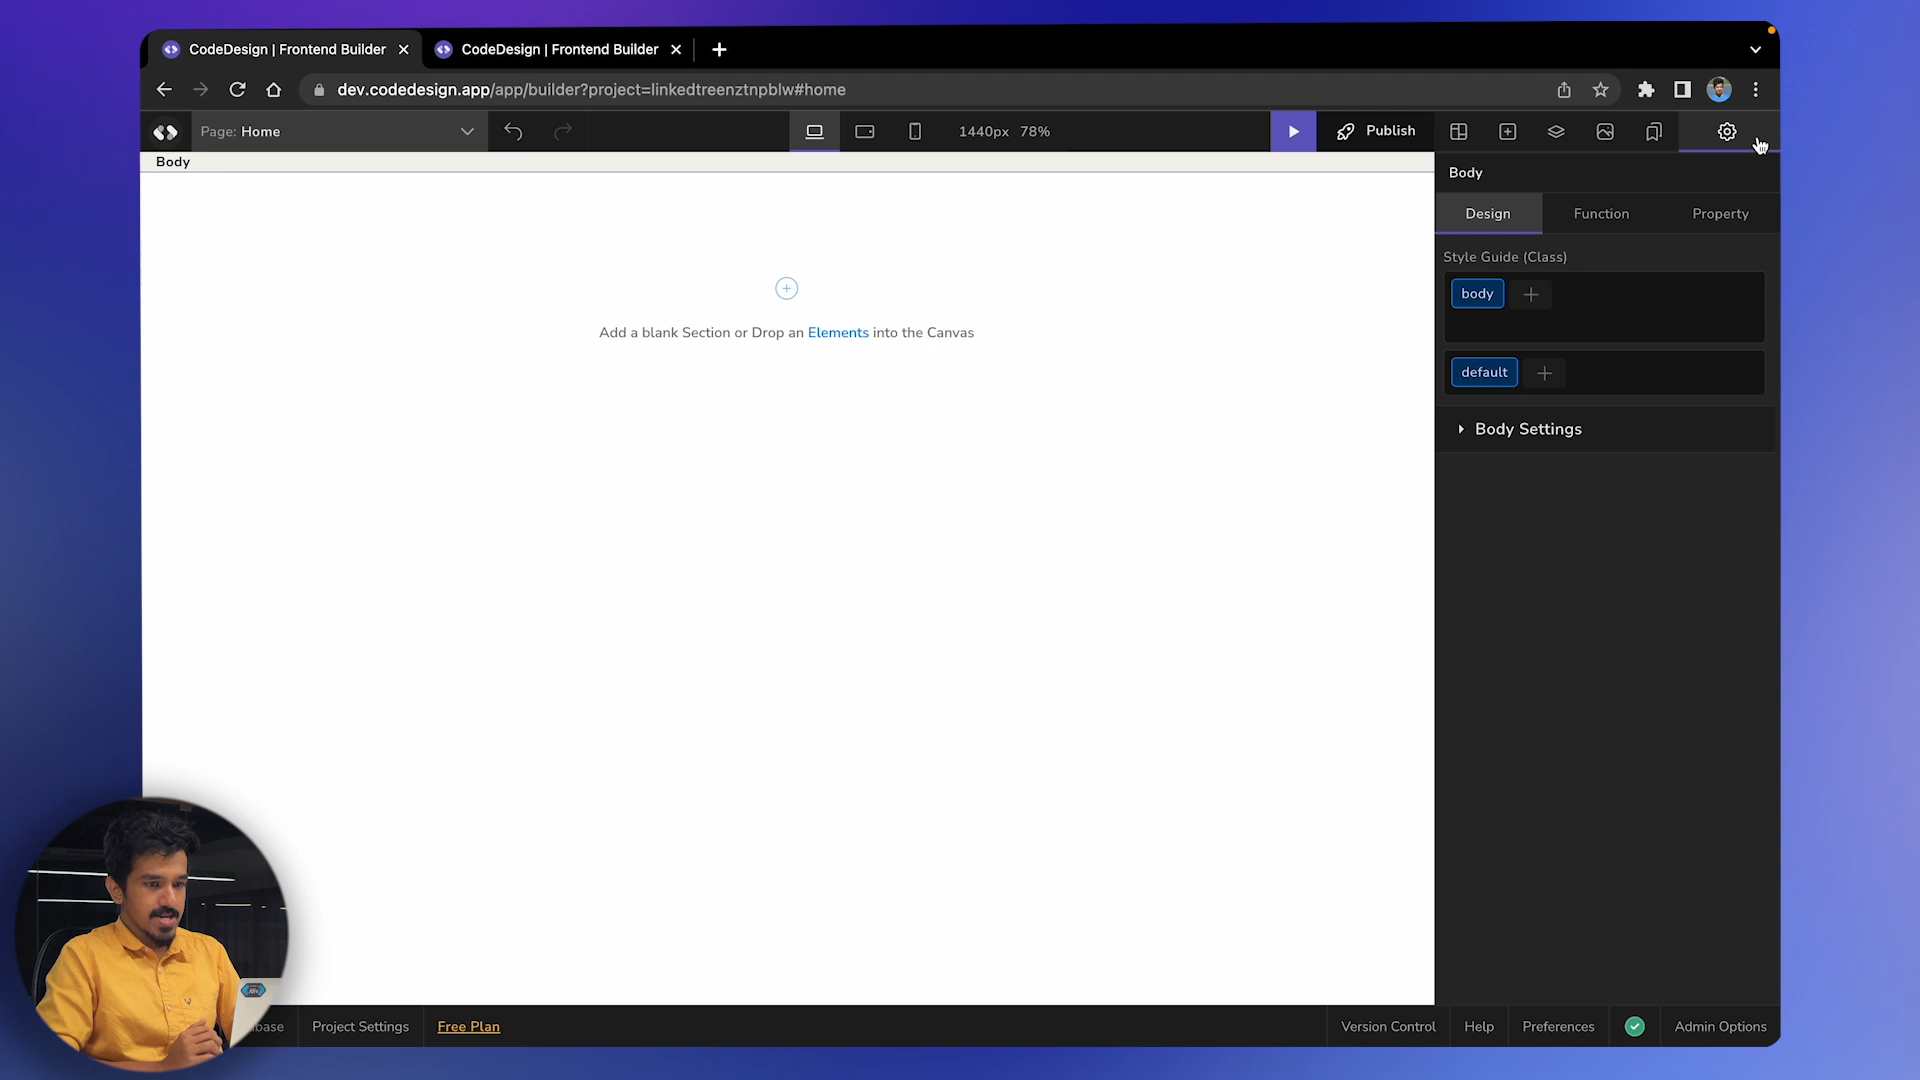 CodeDesign | Frontend Builder
CodeDesign | Frontend Builder
dev.codedesign.app/app/builder?project=linkedtreenztnpblw#home
Page: Home
1440px 78%
Publish
Body
Body
Design
Function
Property
Style Guide (Class)
body
default
Body Settings
Add a blank Section or Drop an Elements into the Canvas
Project Settings
Free Plan
Version Control
Help
Preferences
Admin Options